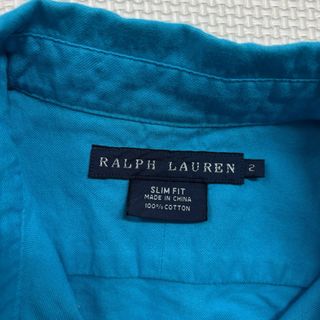 RALPH LAUREN 2
SLIM FIT
MADE IN CHINA
100% COTTON